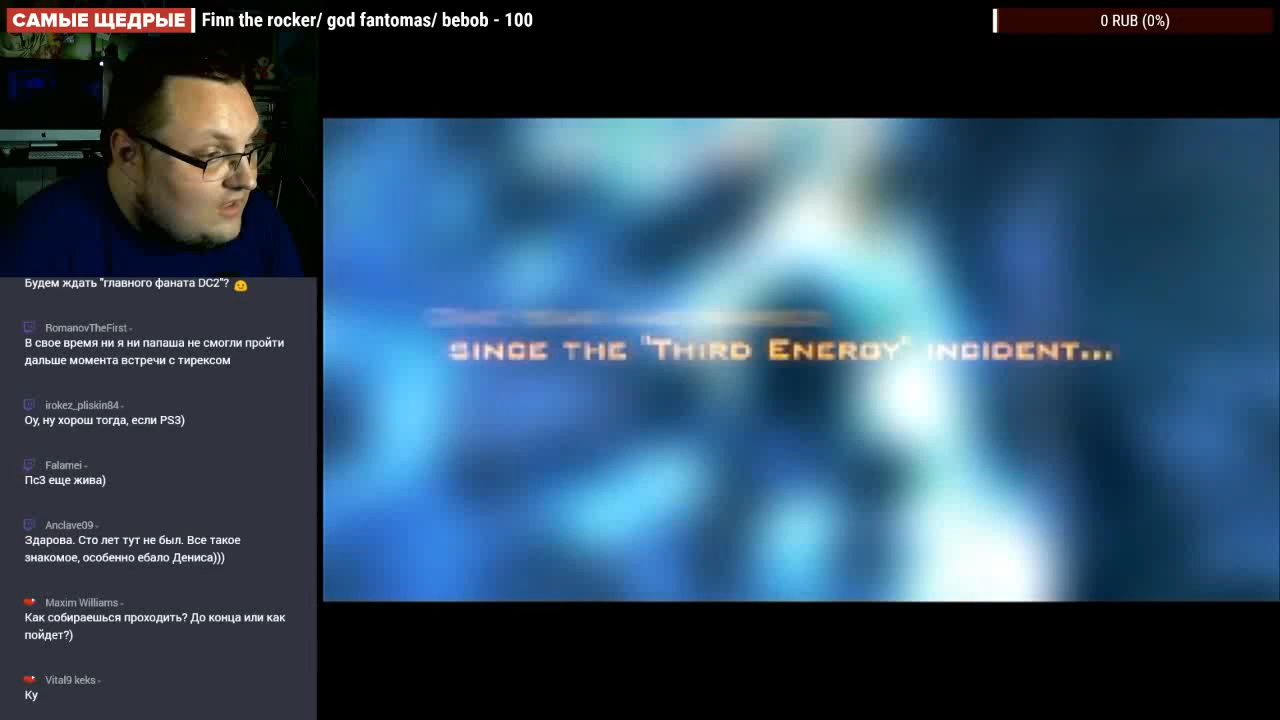 САМЫЕ ЩЕДРЫЕ Finn the rocker/ god fantomas/ bebob - 100
0 RUB (0%)
SINCE THE "THIRD ENERGY" INCIDENT...
Будем ждать "главного фаната DC2"? 🙂
RomanovTheFirst -
В свое время ни я ни папаша не смогли пройти
дальше момента встречи с тирексом
irokez_pliskin84 -
Оу, ну хорош тогда, если PS3)
Falamei -
Пс3 еще жива)
Anclave09 -
Здарова. Сто лет тут не был. Все такое
знакомое, особенно ебало Дениса)))
Maxim Williams -
Как собираешься проходить? До конца или как
пойдет?)
Vital9 keks -
Ку